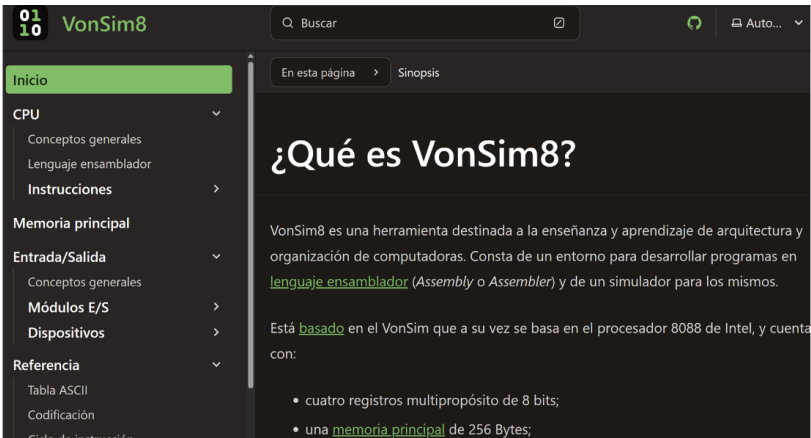 01
10
VonSim8
Buscar
Auto...
Inicio
CPU
Conceptos generales
Lenguaje ensamblador
Instrucciones
Memoria principal
Entrada/Salida
Conceptos generales
Módulos E/S
Dispositivos
Referencia
Tabla ASCII
Codificación
Ciclo de instrucción
En esta página > Sinopsis
¿Qué es VonSim8?
VonSim8 es una herramienta destinada a la enseñanza y aprendizaje de arquitectura y
organización de computadoras. Consta de un entorno para desarrollar programas en
lenguaje ensamblador (Assembly o Assembler) y de un simulador para los mismos.
Está basado en el VonSim que a su vez se basa en el procesador 8088 de Intel, y cuenta
con:
• cuatro registros multipropósito de 8 bits;
• una memoria principal de 256 Bytes;